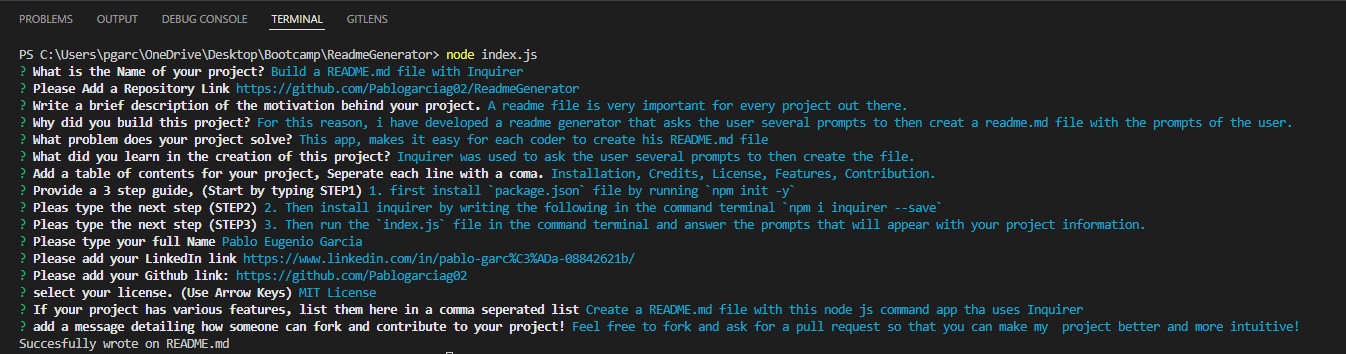 PROBLEMS OUTPUT DEBUG CONSOLE TERMINAL GITLENS
PS C:\Users\pgarc\OneDrive\Desktop\Bootcamp\ReadmeGenerator> node index.js
? What is the Name of your project? Build a README.md file with Inquirer
? Please Add a Repository Link https://github.com/Pablogarciag02/ReadmeGenerator
? Write a brief description of the motivation behind your project. A readme file is very important for every project out there.
? Why did you build this project? For this reason, i have developed a readme generator that asks the user several prompts to then creat a readme.md file with the prompts of the user.
? What problem does your project solve? This app, makes it easy for each coder to create his README.md file
? What did you learn in the creation of this project? Inquirer was used to ask the user several prompts to then create the file.
? Add a table of contents for your project, Seperate each line with a coma. Installation, Credits, License, Features, Contribution.
? Provide a 3 step guide, (Start by typing STEP1) 1. first install `package.json` file by running `npm init -y`
? Pleas type the next step (STEP2) 2. Then install inquirer by writing the following in the command terminal `npm i inquirer --save`
? Pleas type the next step (STEP3) 3. Then run the `index.js` file in the command terminal and answer the prompts that will appear with your project information.
? Please type your full Name Pablo Eugenio Garcia
? Please add your LinkedIn link https://www.linkedin.com/in/pablo-garc%C3%ADa-08842621b/
? Please add your Github link: https://github.com/Pablogarciag02
? select your license. (Use Arrow Keys) MIT License
? If your project has various features, list them here in a comma seperated list Create a README.md file with this node js command app tha uses Inquirer
? add a message detailing how someone can fork and contribute to your project! Feel free to fork and ask for a pull request so that you can make my  project better and more intuitive!
Succesfully wrote on README.md